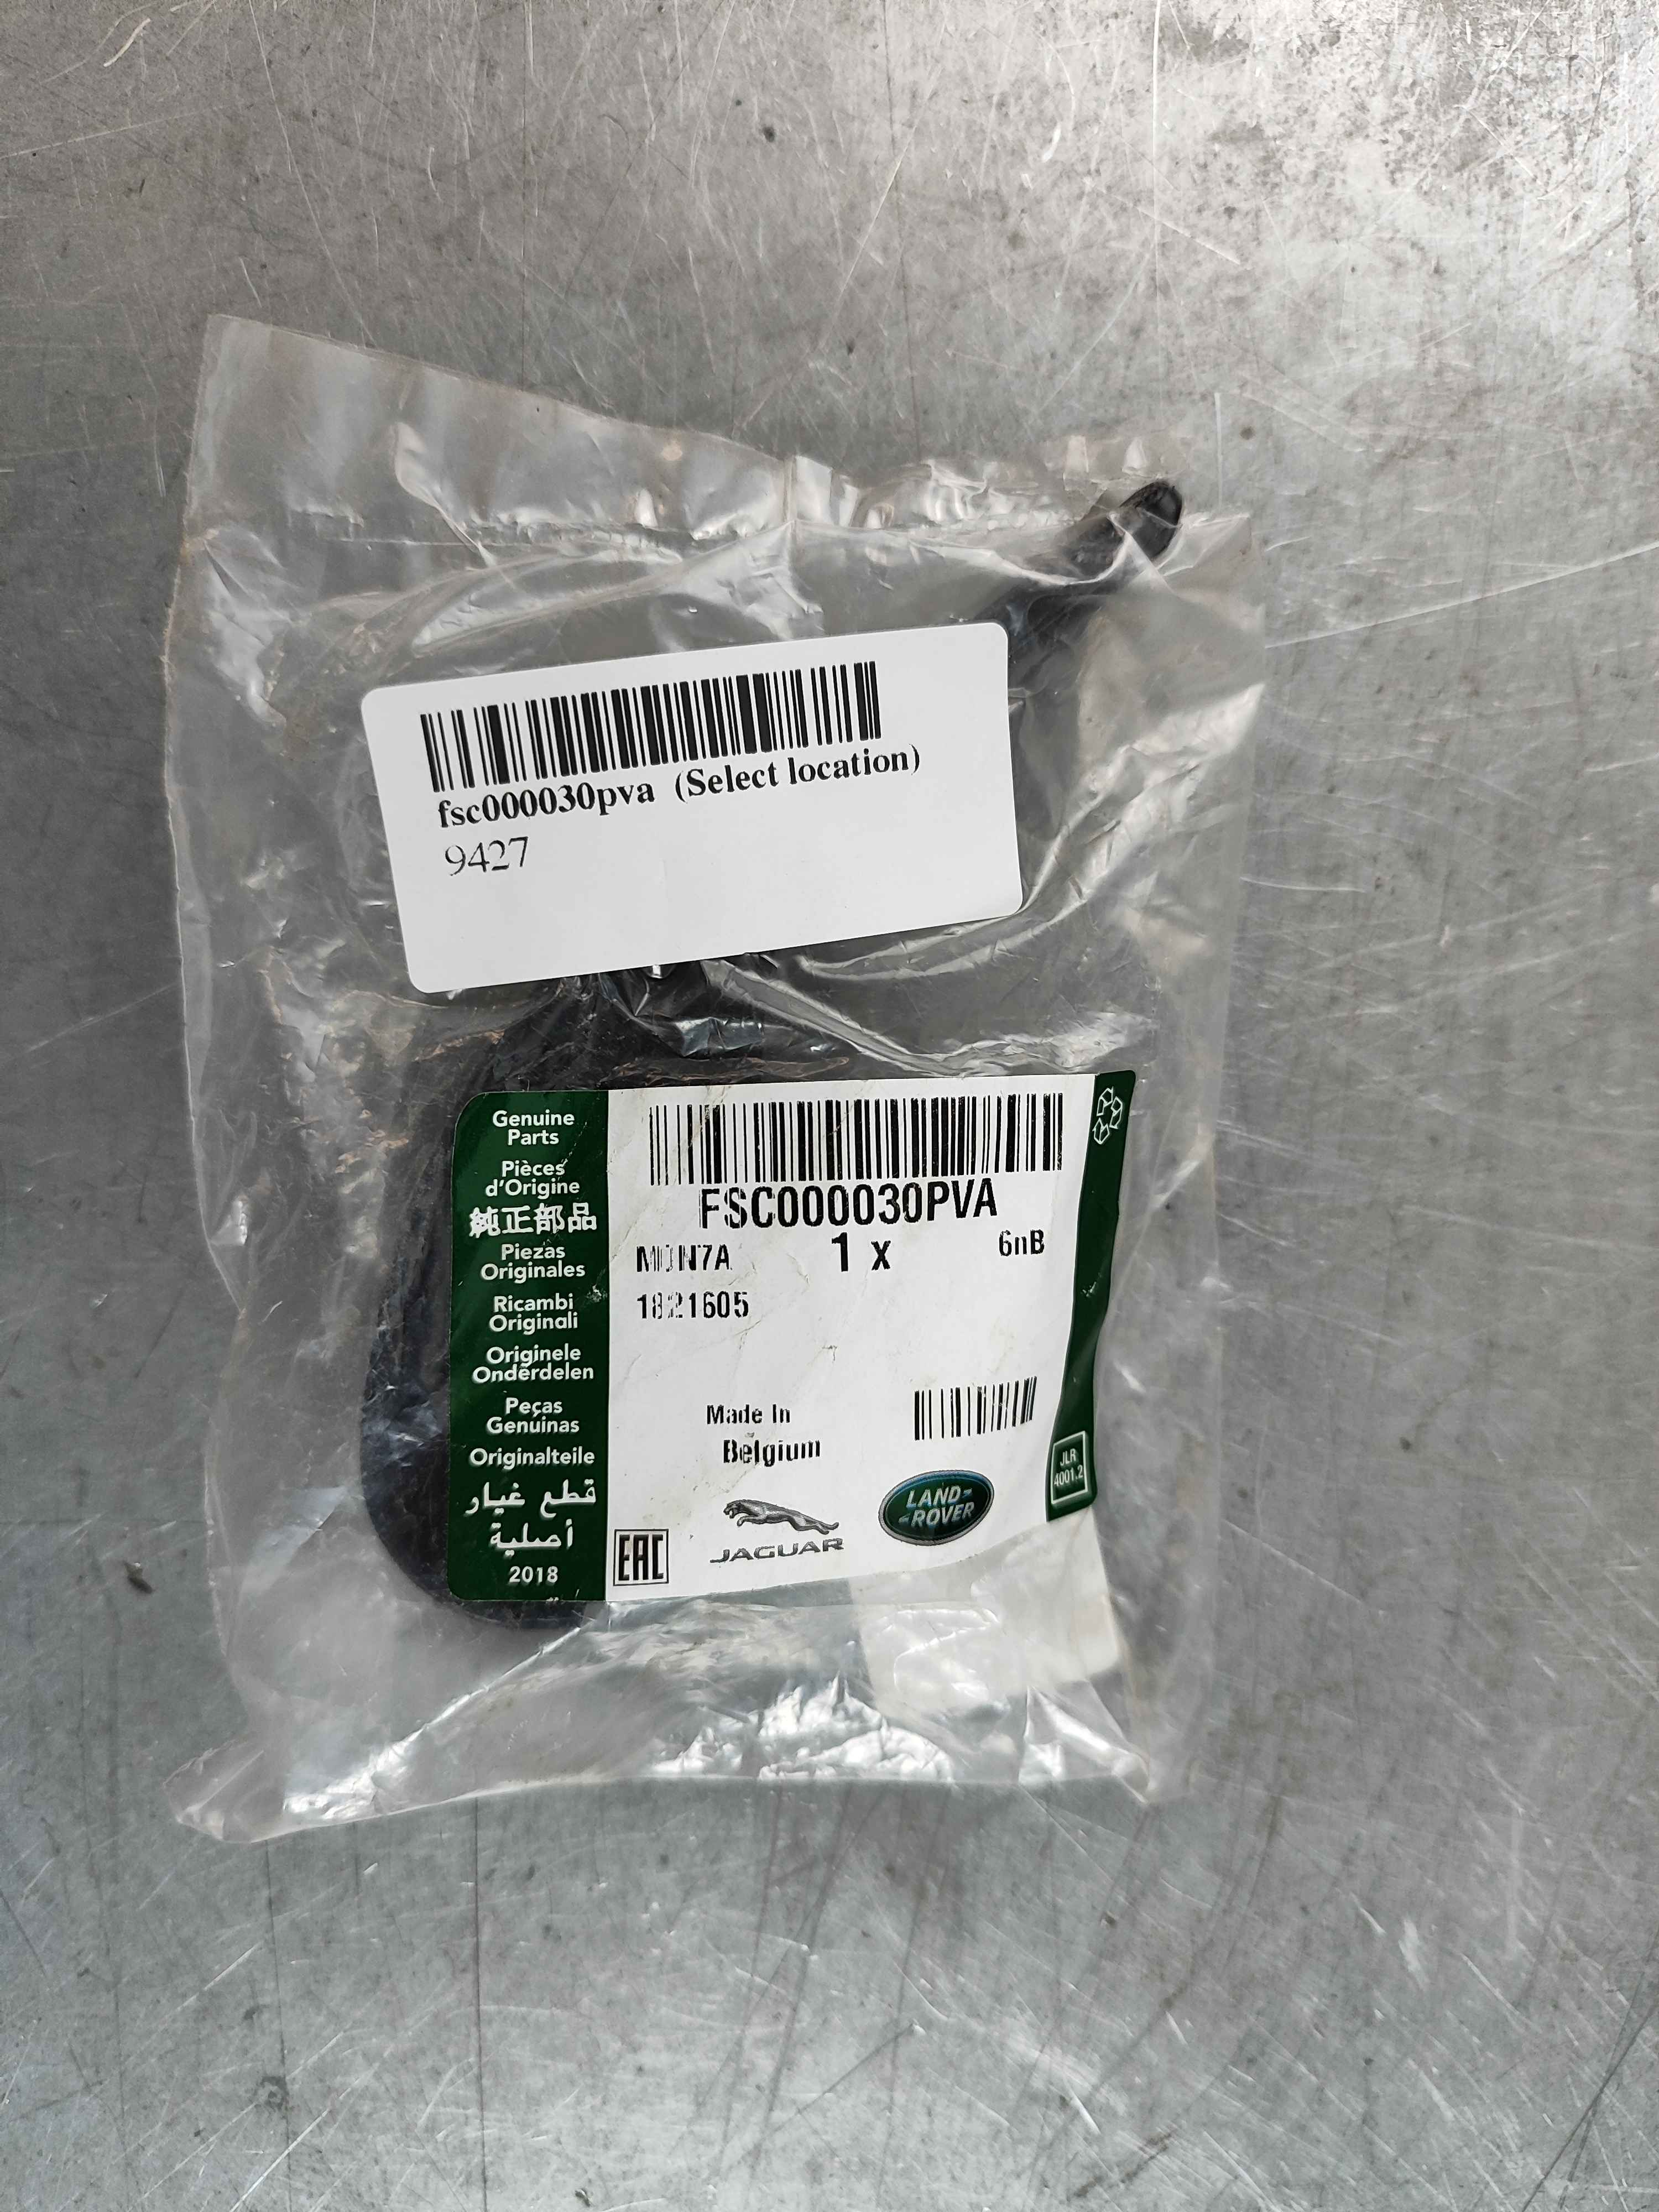 fsc000030pva (Select location)
9427
Genuine
Parts
Pièces
d'Origine
純正部品
Piezas
Originales
Ricambi
Originali
Originele
Onderdelen
Peças
Genuínas
Originalteile
قطع غيار
أصلية
2018
FSC000030PVA
1 x
6nB
1821605
Made In
Belgium
EAC
JAGUAR
LAND-
-ROVER
JLR
4001.2